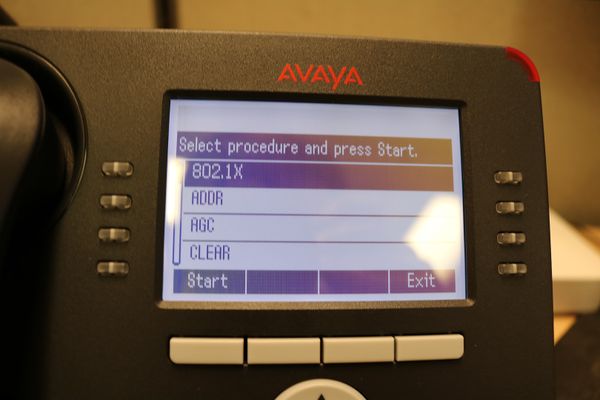 AVAYA
Select procedure and press Start.
802.1X
ADDR
AGC
CLEAR
Start Exit